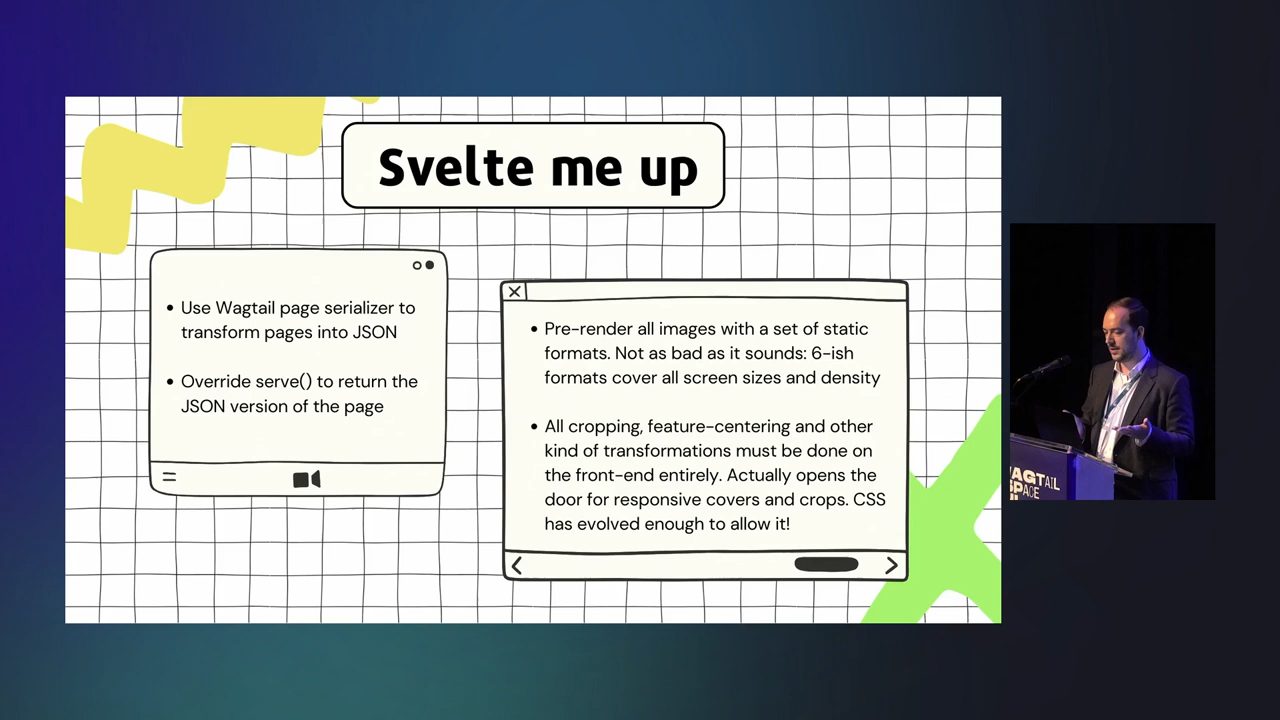 Svelte me up
• Use Wagtail page serializer to
transform pages into JSON
• Override serve() to return the
JSON version of the page
• Pre-render all images with a set of static
formats. Not as bad as it sounds: 6-ish
formats cover all screen sizes and density
• All cropping, feature-centering and other
kind of transformations must be done on
the front-end entirely. Actually opens the
door for responsive covers and crops. CSS
has evolved enough to allow it!
WAGTAIL
SPACE